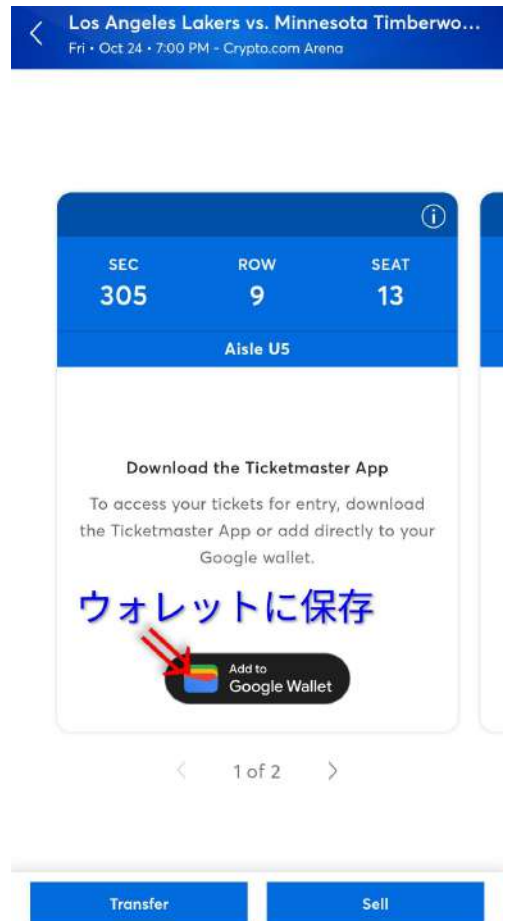 Los Angeles Lakers vs. Minnesota Timberwo...
Fri • Oct 24 • 7:00 PM - Crypto.com Arena
SEC ROW SEAT
305 9 13
Aisle U5
Download the Ticketmaster App
To access your tickets for entry, download
the Ticketmaster App or add directly to your
Google wallet.
ウォレットに保存
Add to
Google Wallet
1 of 2
Transfer Sell